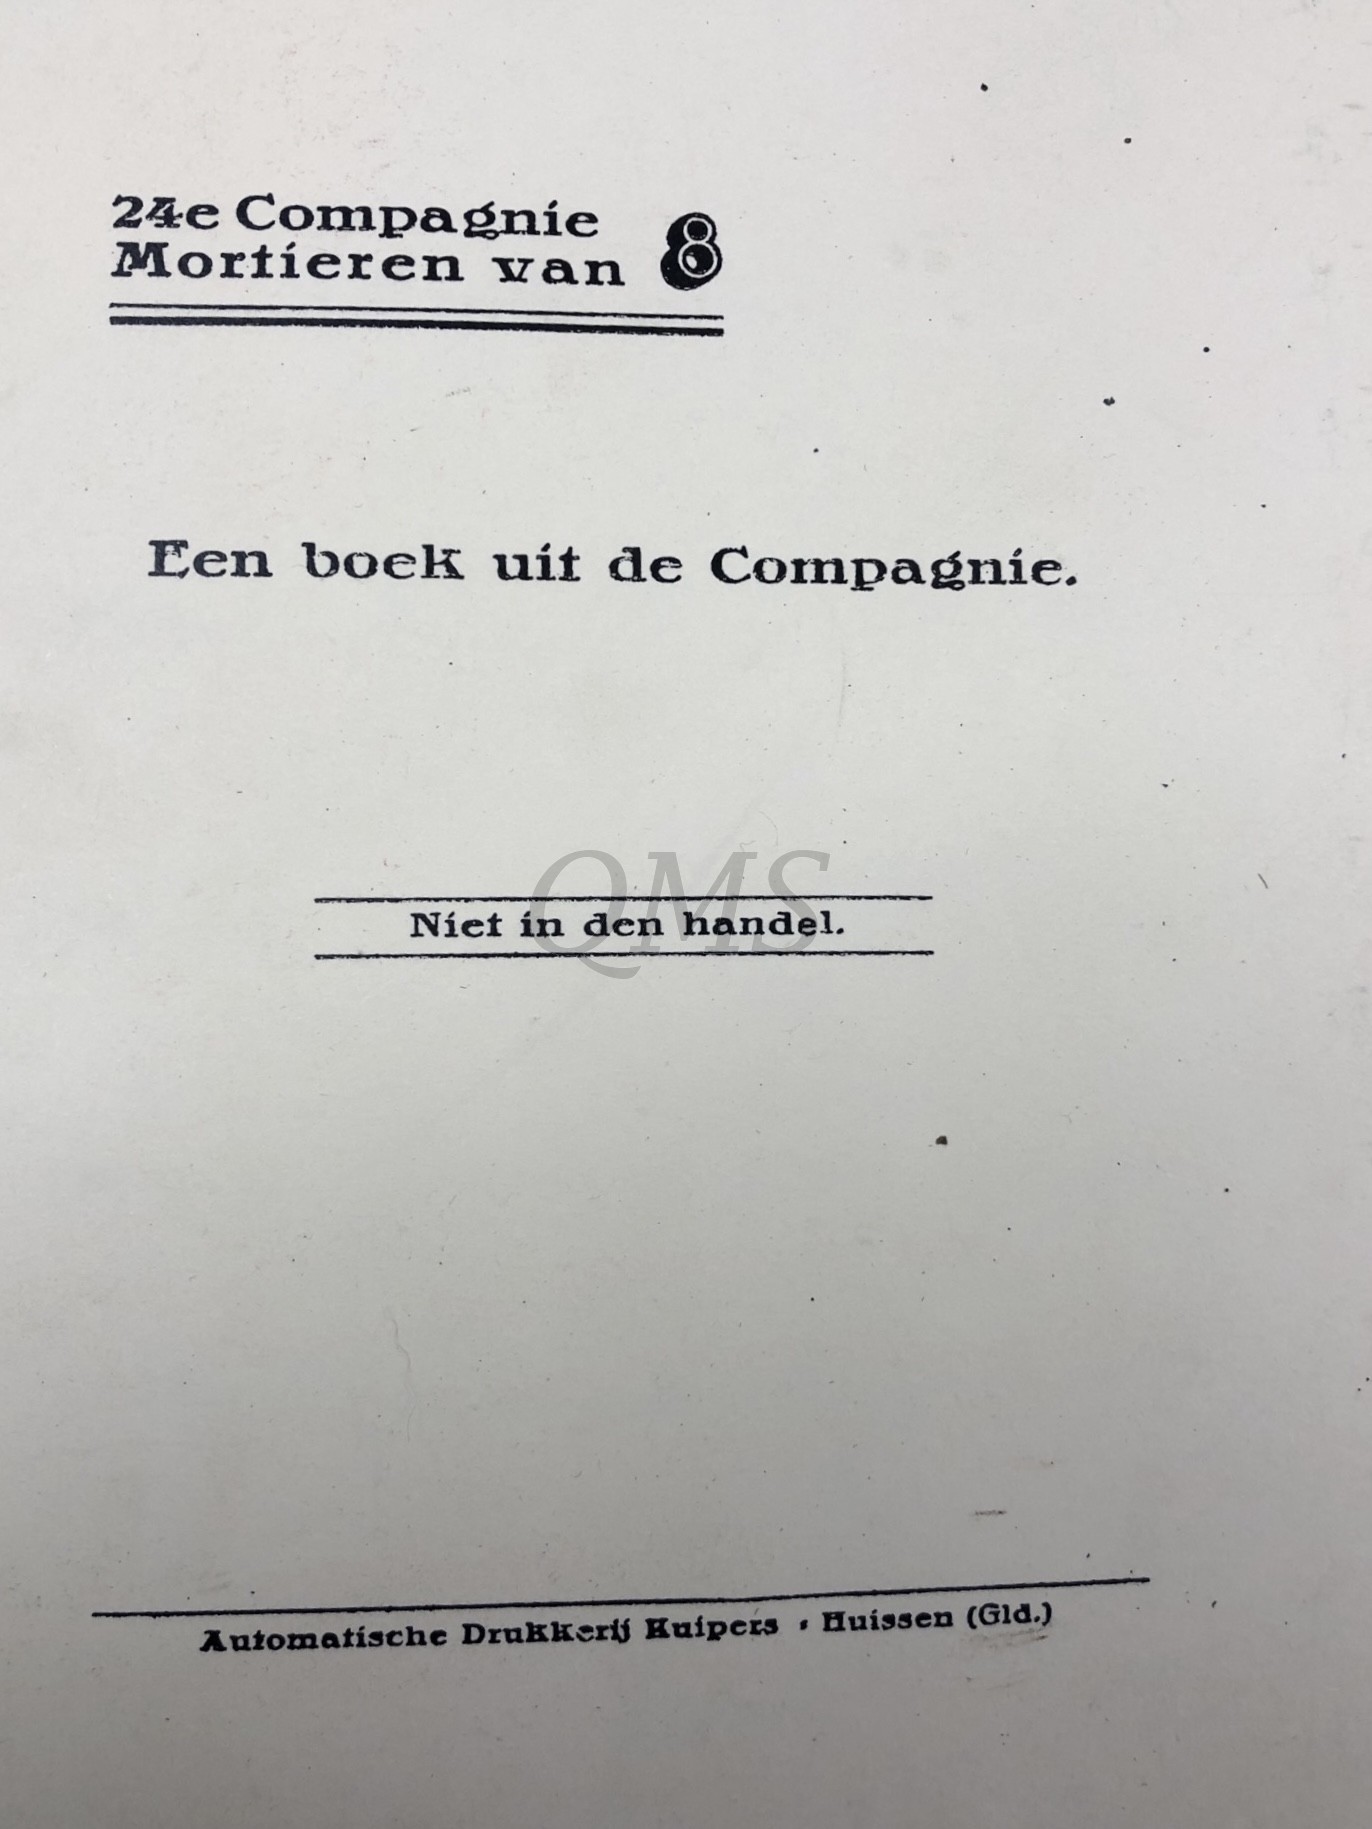 24e Compagnie
Mortieren van 8
Een boek uit de Compagnie.
QMS
Niet in den handel.
Automatische Drukkerij Kuipers · Huissen (Gld.)